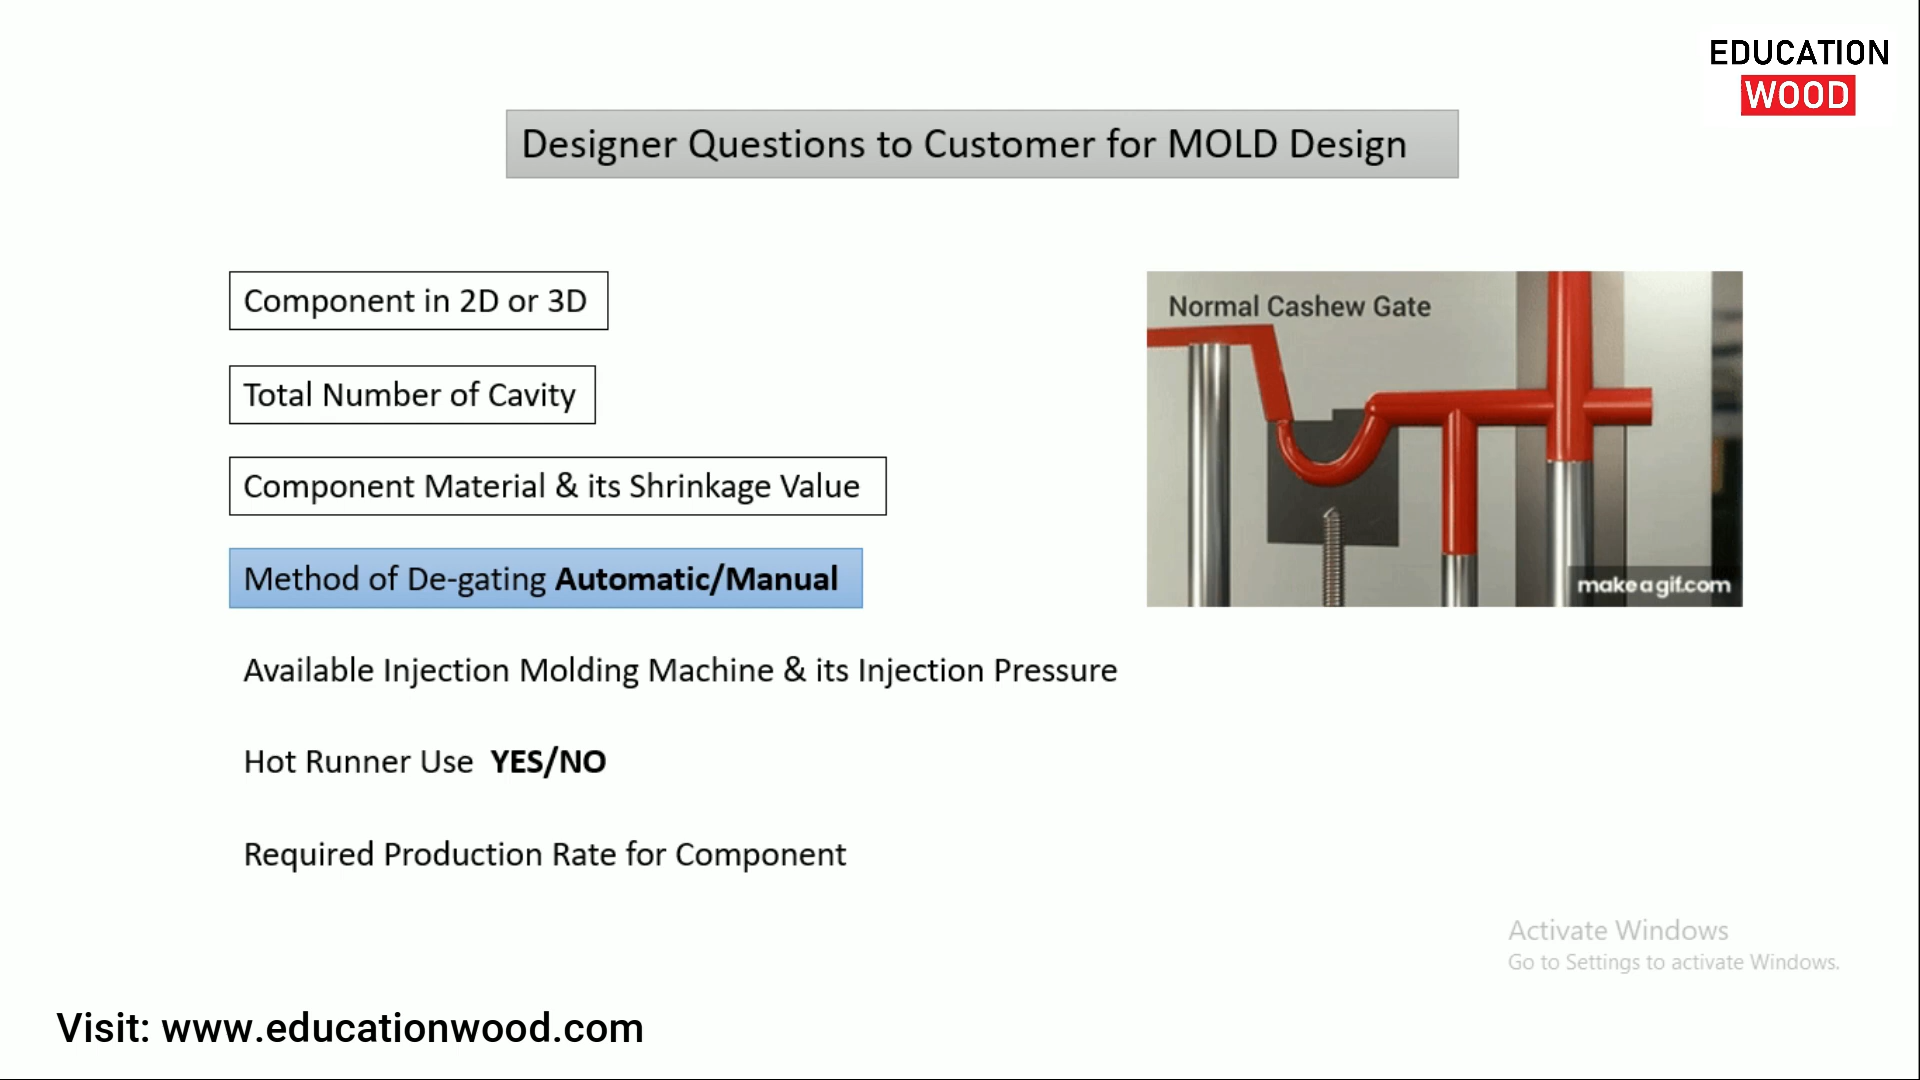 EDUCATION
WOOD
Designer Questions to Customer for MOLD Design
Component in 2D or 3D
Total Number of Cavity
Component Material & its Shrinkage Value
Method of De-gating Automatic/Manual
Available Injection Molding Machine & its Injection Pressure
Hot Runner Use YES/NO
Required Production Rate for Component
Normal Cashew Gate
makeagif.com
Activate Windows
Go to Settings to activate Windows.
Visit: www.educationwood.com